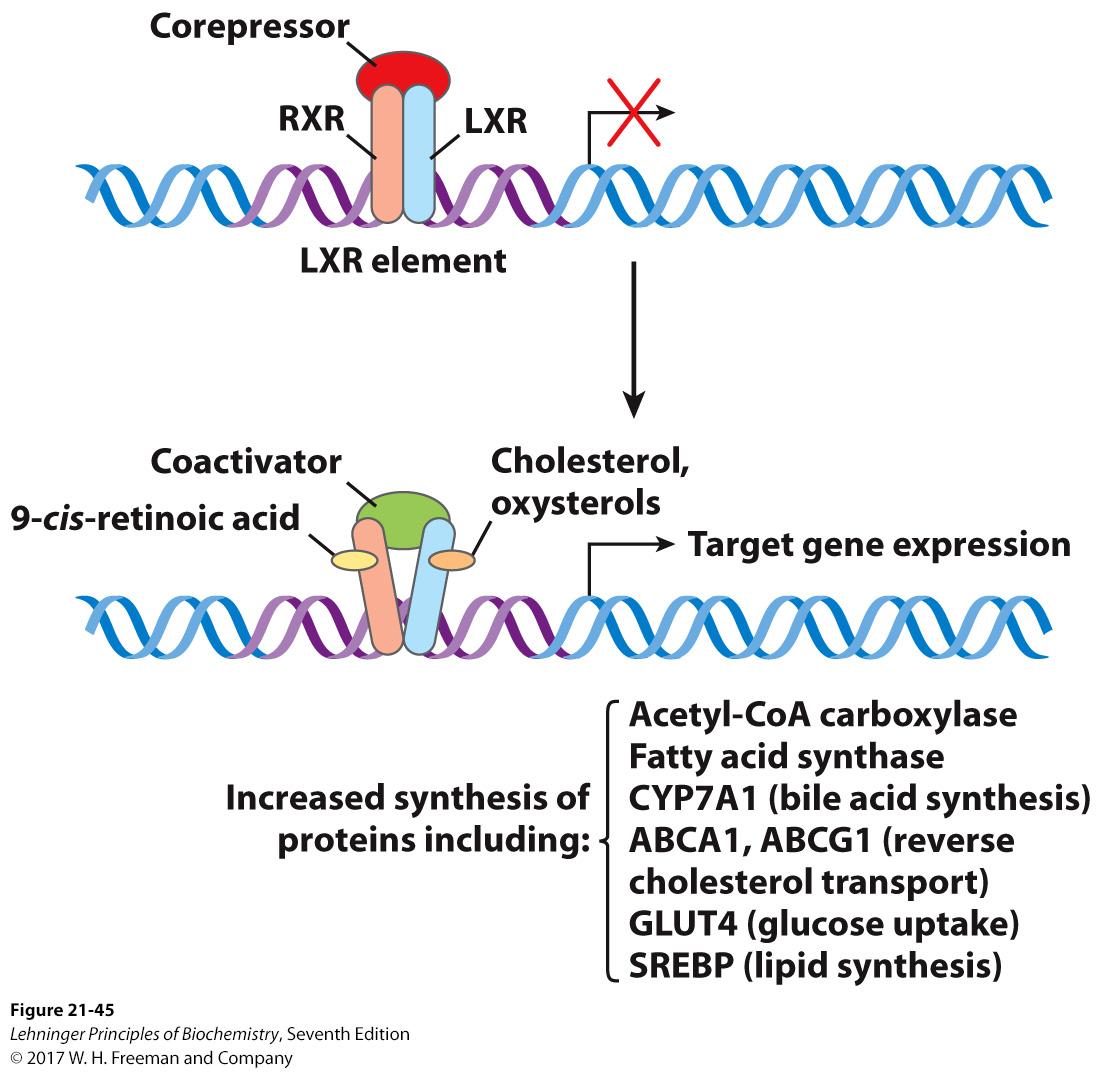 Corepressor
RXR
LXR
LXR element
Coactivator
Cholesterol,
oxysterols
9-cis-retinoic acid
Target gene expression
Increased synthesis of
proteins including:
Acetyl-CoA carboxylase
Fatty acid synthase
CYP7A1 (bile acid synthesis)
ABCA1, ABCG1 (reverse
cholesterol transport)
GLUT4 (glucose uptake)
SREBP (lipid synthesis)
Figure 21-45
Lehninger Principles of Biochemistry, Seventh Edition
© 2017 W. H. Freeman and Company